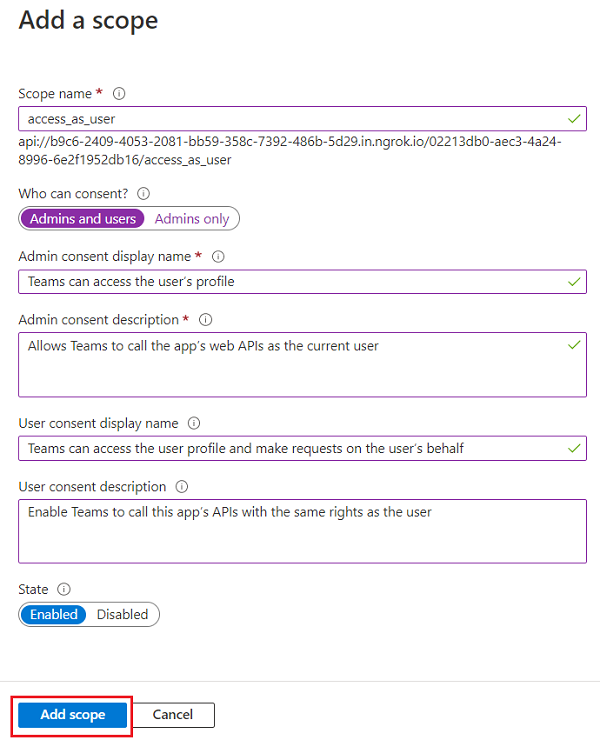 Add a scope
Scope name *
access_as_user
api://b9c6-2409-4053-2081-bb59-358c-7392-486b-5d29.in.ngrok.io/02213db0-aec3-4a24-
8996-6e2f1952db16/access_as_user
Who can consent?
Admins and users Admins only
Admin consent display name *
Teams can access the user's profile
Admin consent description *
Allows Teams to call the app's web APIs as the current user
User consent display name
Teams can access the user profile and make requests on the user's behalf
User consent description
Enable Teams to call this app's APIs with the same rights as the user
State
Enabled Disabled
Add scope Cancel